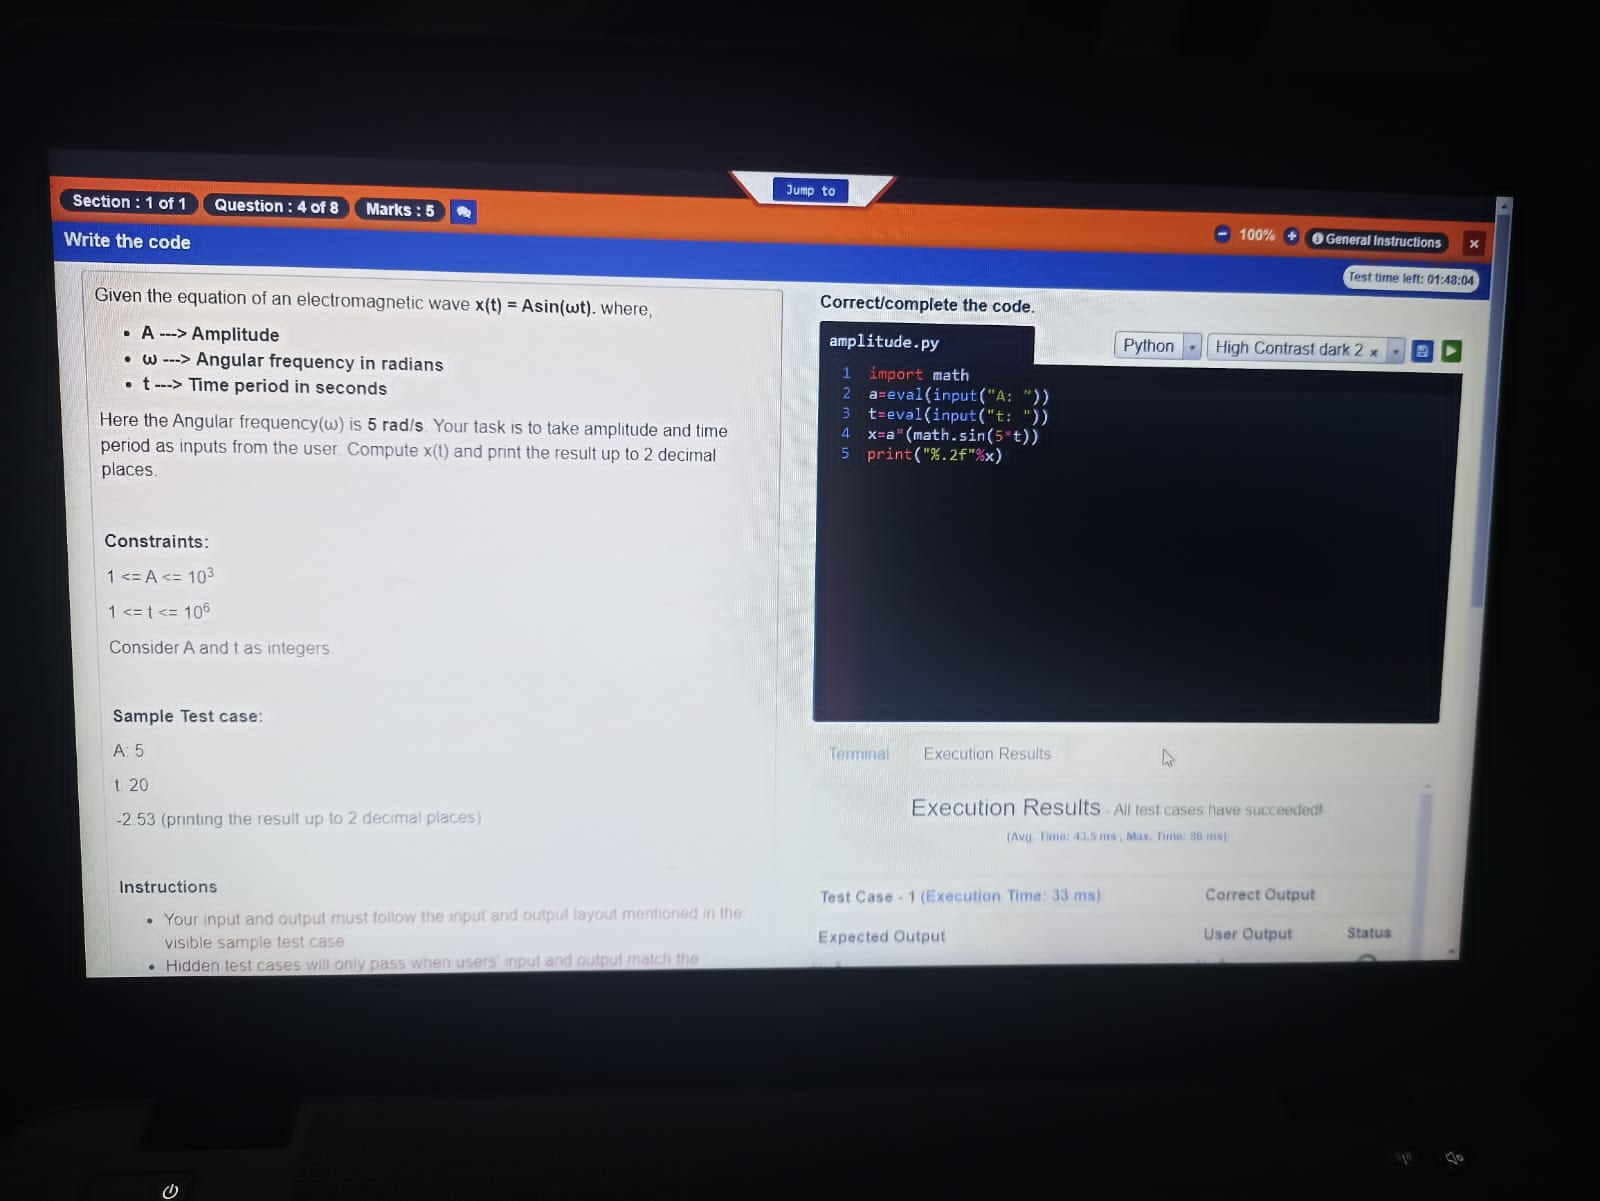 Jump to
Section : 1 of 1 Question : 4 of 8 Marks : 5
100% General Instructions
Write the code
Test time left: 01:48:04
Given the equation of an electromagnetic wave x(t) = Asin(ωt). where,
• A ---> Amplitude
• ω ---> Angular frequency in radians
• t ---> Time period in seconds
Here the Angular frequency(ω) is 5 rad/s. Your task is to take amplitude and time
period as inputs from the user. Compute x(t) and print the result up to 2 decimal
places.
Constraints:
1 <= A <= 10³
1 <= t <= 10⁶
Consider A and t as integers.
Sample Test case:
A: 5
t: 20
-2.53 (printing the result up to 2 decimal places)
Instructions
• Your input and output must follow the input and output layout mentioned in the
visible sample test case.
• Hidden test cases will only pass when users' input and output match the
Correct/complete the code.
amplitude.py
Python High Contrast dark 2 x
1 import math
2 a=eval(input("A: "))
3 t=eval(input("t: "))
4 x=a*(math.sin(5*t))
5 print("%.2f"%x)
Terminal Execution Results
Execution Results - All test cases have succeeded!
(Avg. Time: 43.5 ms , Max. Time: 86 ms)
Test Case - 1 (Execution Time: 33 ms) Correct Output
Expected Output User Output Status